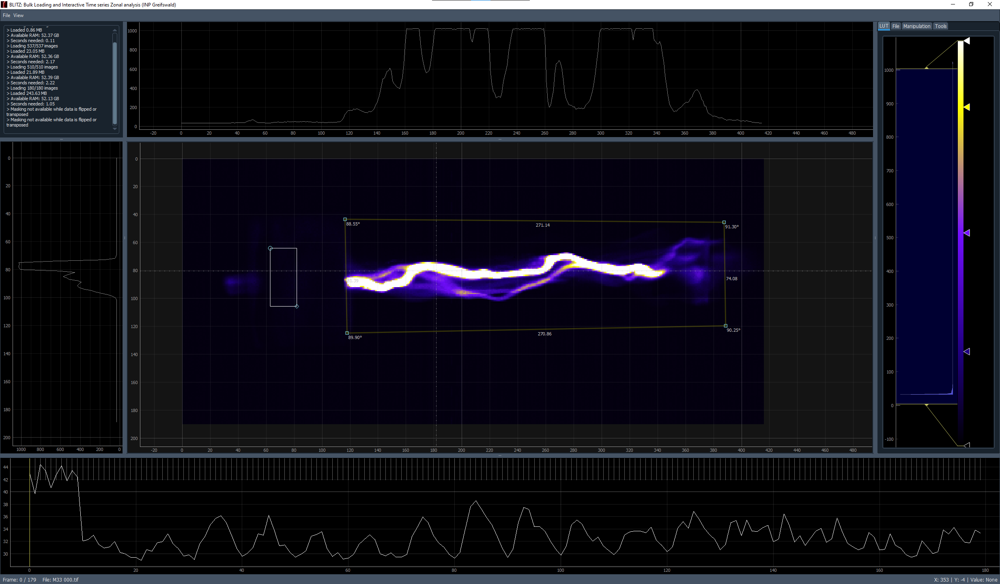 BLITZ: Bulk Loading and Interactive Time series Zonal analysis (INP Greifswald)
File View
> Loaded 0.86 MB
> Available RAM: 52.37 GB
> Seconds needed: 0.11
> Loading 537/537 images
> Loaded 23.05 MB
> Available RAM: 52.36 GB
> Seconds needed: 2.17
> Loading 510/510 images
> Loaded 21.89 MB
> Available RAM: 52.39 GB
> Seconds needed: 2.22
> Loading 180/180 images
> Loaded 243.63 MB
> Available RAM: 52.13 GB
> Seconds needed: 1.05
> Masking not available while data is flipped or
transposed
> Masking not available while data is flipped or
transposed
1000
800
600
400
200
0
-20 0 20 40 60 80 100 120 140 160 180 200 220 240 260 280 300 320 340 360 380 400 420 440 460 480
LUT File Manipulation Tools
1000
900
800
700
600
500
400
300
200
100
0
-100
0
20
40
60
80
100
120
140
160
180
200
1000 800 600 400 200 0
0
20
40
60
80
100
120
140
160
180
200
-20 0 20 40 60 80 100 120 140 160 180 200 220 240 260 280 300 320 340 360 380 400 420 440 460 480
88.55°
271.14
91.30°
81.39
74.08
89.90°
270.86
90.25°
44
42
40
38
36
34
32
30
0 20 40 60 80 100 120 140 160 180
Frame: 0 / 179 File: M33 000.tif
X: 353 | Y: -4 | Value: None